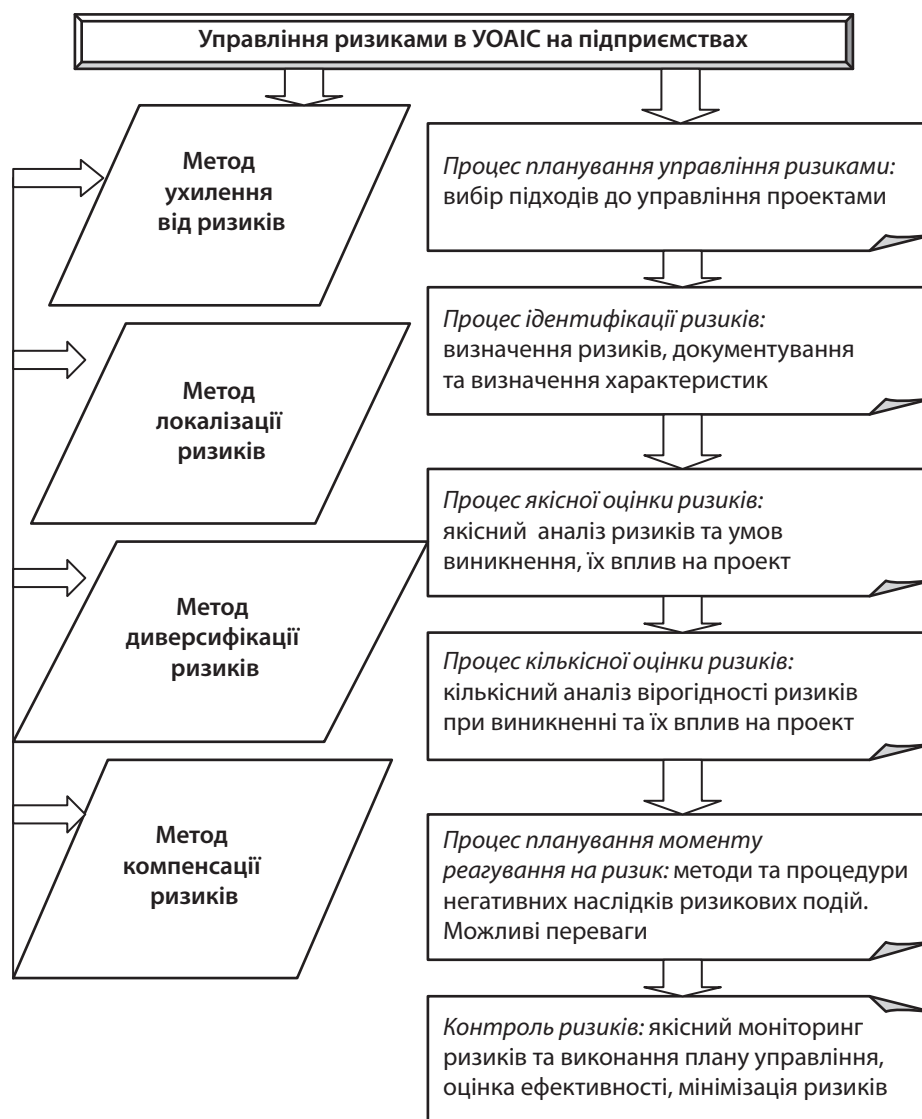 Управління ризиками в УОАІС на підприємствах
Метод
ухилення
від ризиків
Метод
локалізації
ризиків
Метод
диверсифікації
ризиків
Метод
компенсації
ризиків
Процес планування управління ризиками:
вибір підходів до управління проектами
Процес ідентифікації ризиків:
визначення ризиків, документування
та визначення характеристик
Процес якісної оцінки ризиків:
якісний аналіз ризиків та умов
виникнення, їх вплив на проект
Процес кількісної оцінки ризиків:
кількісний аналіз вірогідності ризиків
при виникненні та їх вплив на проект
Процес планування моменту
реагування на ризик: методи та процедури
негативних наслідків ризикових подій.
Можливі переваги
Контроль ризиків: якісний моніторинг
ризиків та виконання плану управління,
оцінка ефективності, мінімізація ризиків